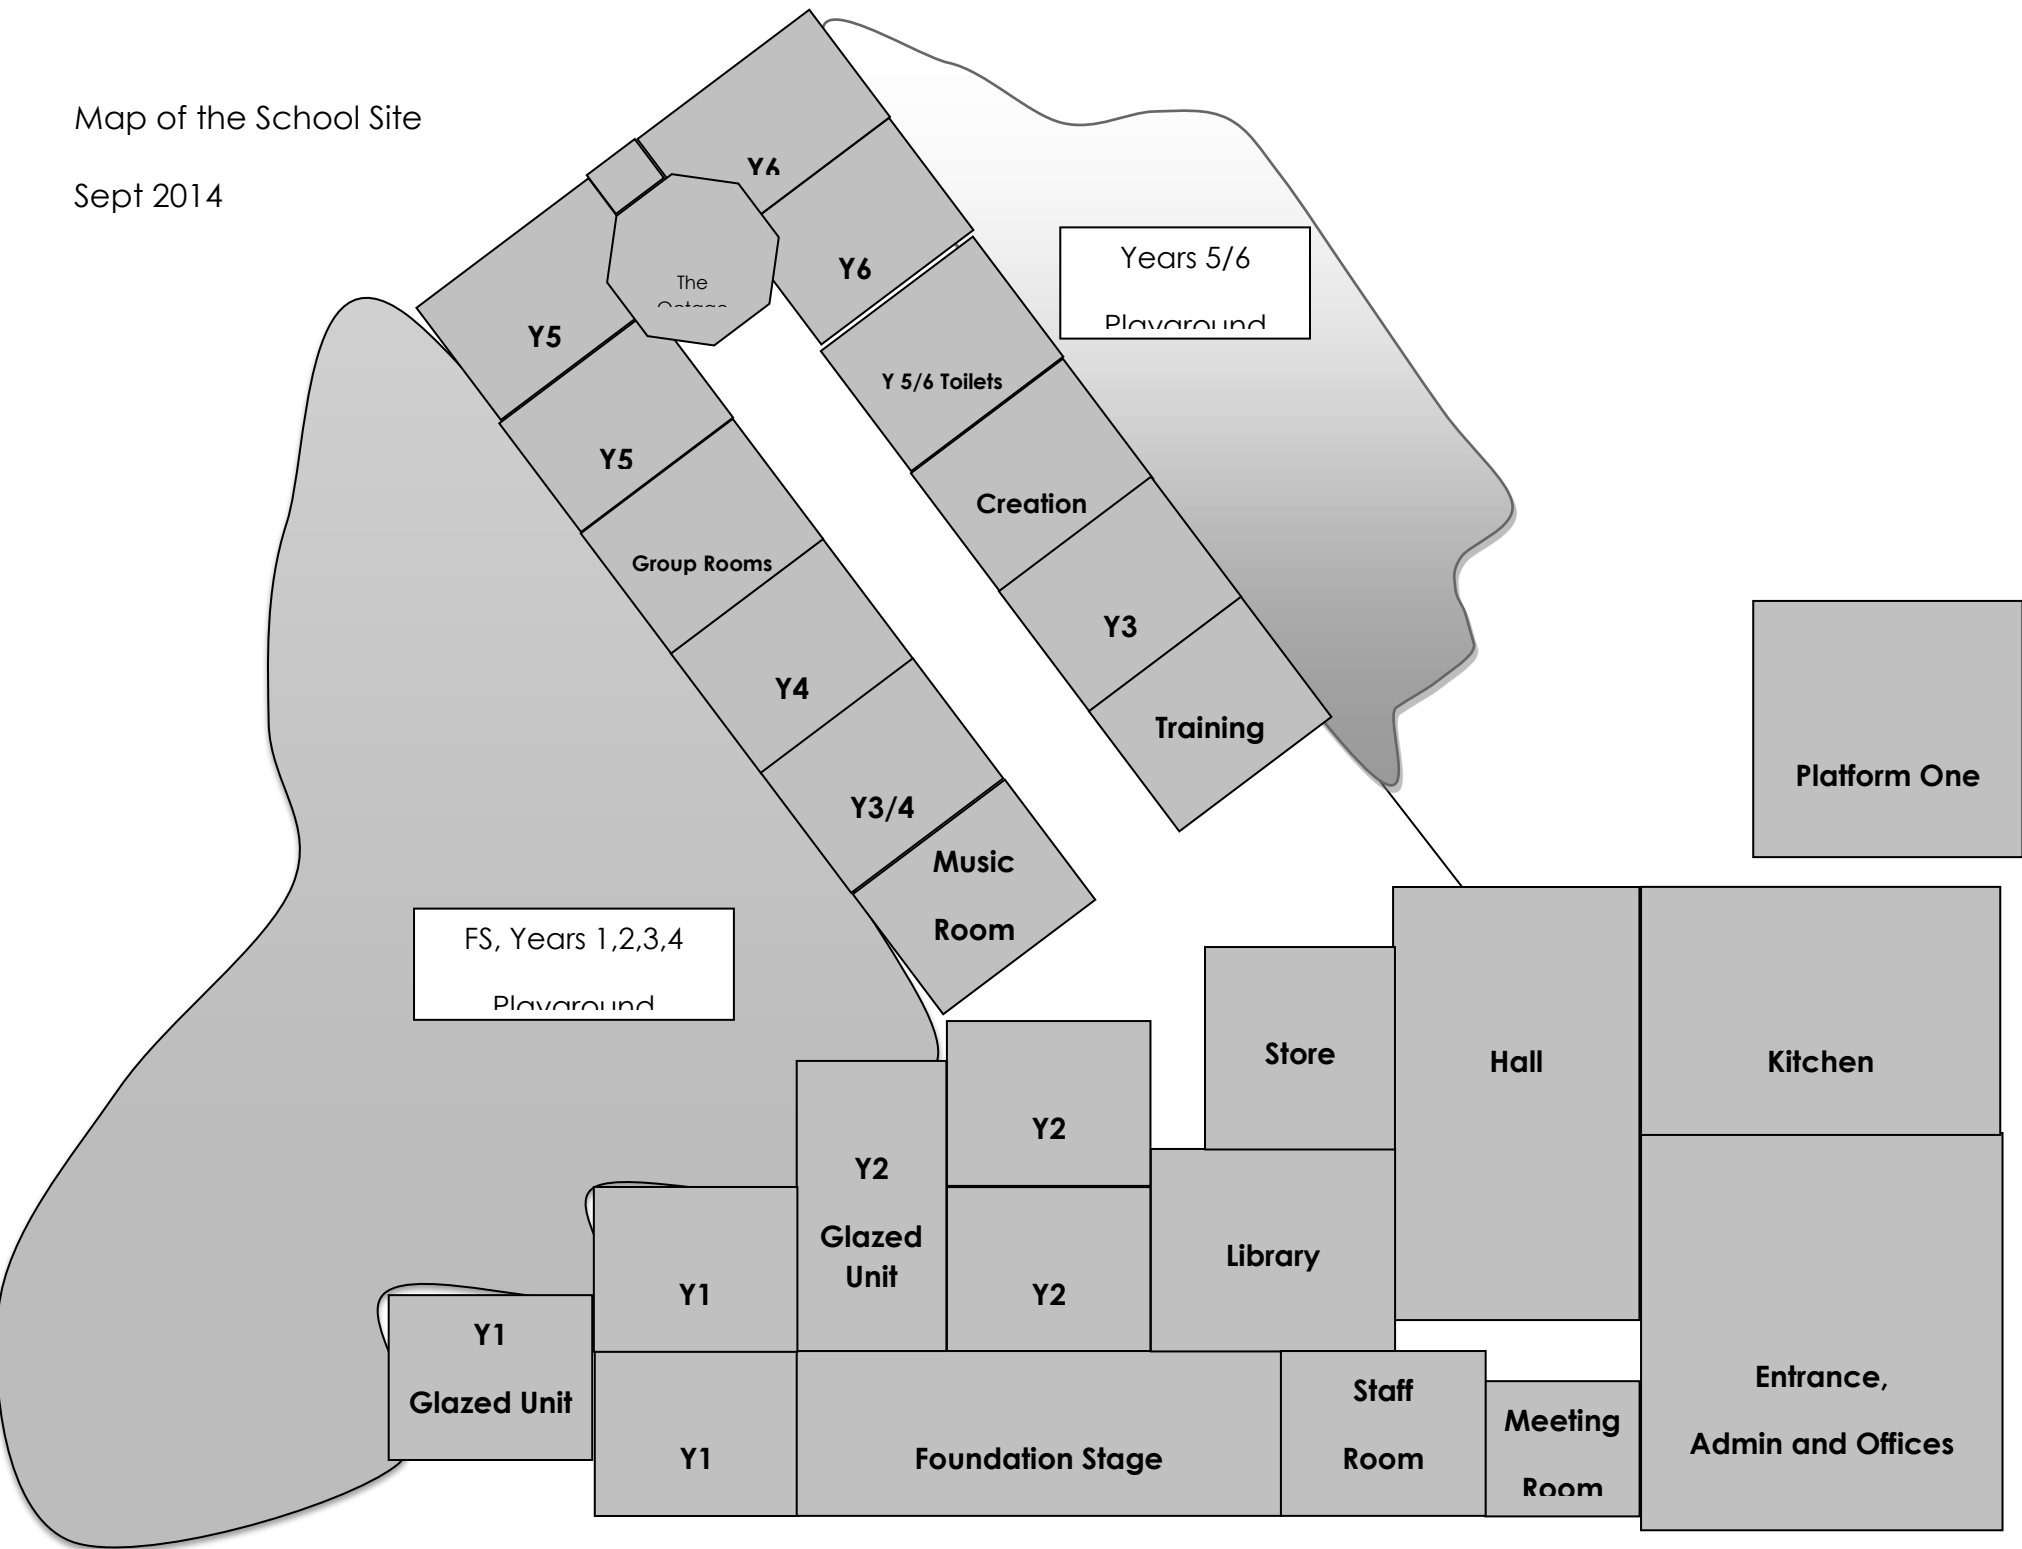 Map of the School Site
Sept 2014
Y6
The
Y6
Years 5/6
Playground
Y5
Y 5/6 Toilets
Y5
Creation
Group Rooms
Y3
Y4
Training
Platform One
Y3/4
Music
Room
FS, Years 1,2,3,4
Playground
Store
Hall
Kitchen
Y2
Y2
Glazed
Unit
Library
Y1
Y2
Y1
Glazed Unit
Entrance,
Admin and Offices
Staff
Room
Meeting
Room
Y1
Foundation Stage